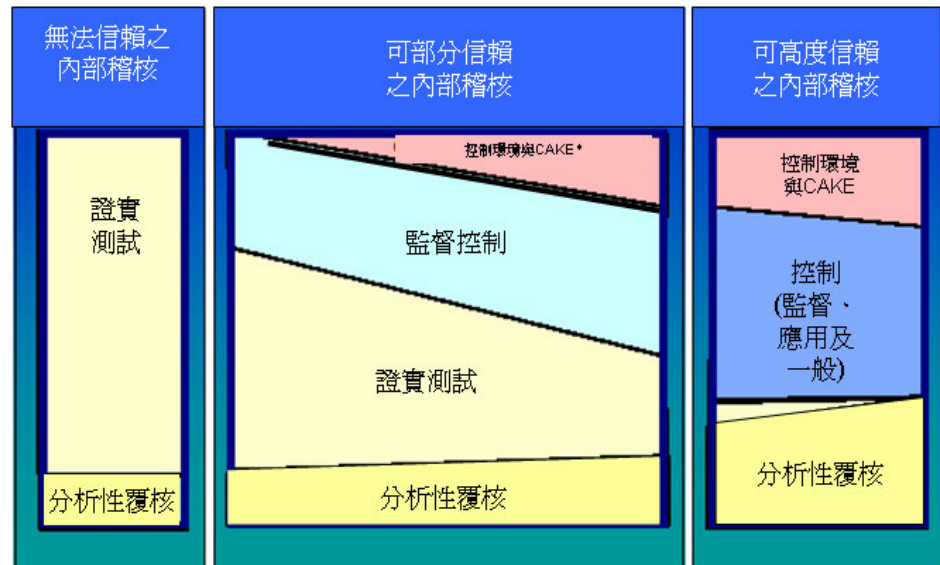 無法信賴之
內部稽核
證實
測試
分析性覆核
可部分信賴
之內部稽核
控制環境與CAKE*
監督控制
證實測試
分析性覆核
可高度信賴
之內部稽核
控制環境
與CAKE
控制
(監督、
應用及
一般)
分析性覆核